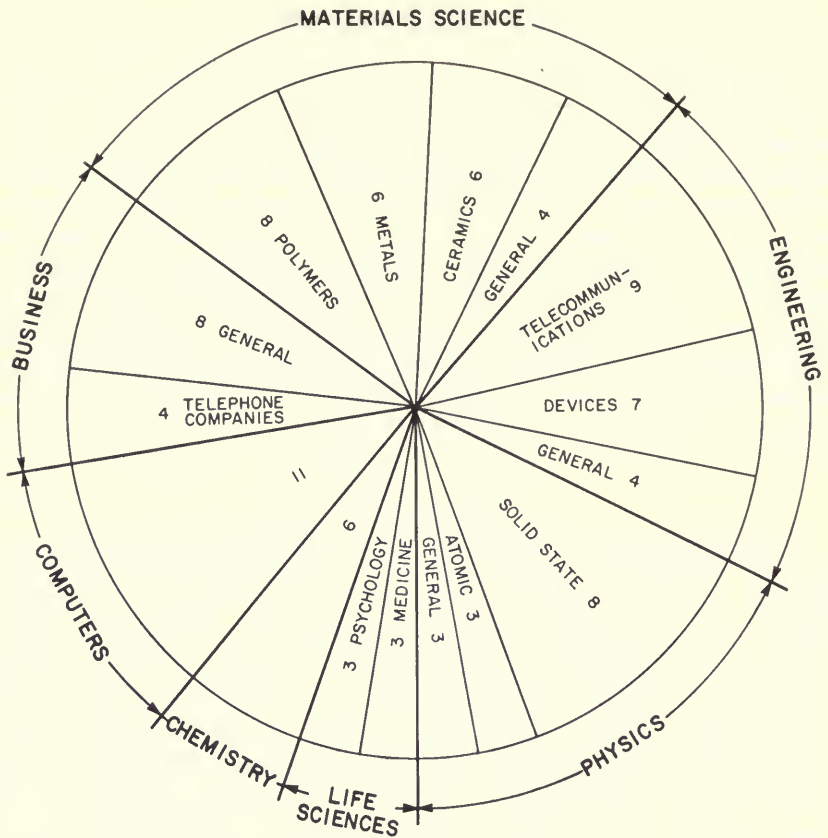 MATERIALS SCIENCE
8 POLYMERS
6 METALS
CERAMICS 6
GENERAL 4
ENGINEERING
TELECOMMUN-
ICATIONS 9
DEVICES 7
GENERAL 4
PHYSICS
SOLID STATE 8
ATOMIC 3
GENERAL 3
LIFE
SCIENCES
3 MEDICINE
3 PSYCHOLOGY
CHEMISTRY
6
COMPUTERS
11
BUSINESS
4 TELEPHONE
COMPANIES
8 GENERAL